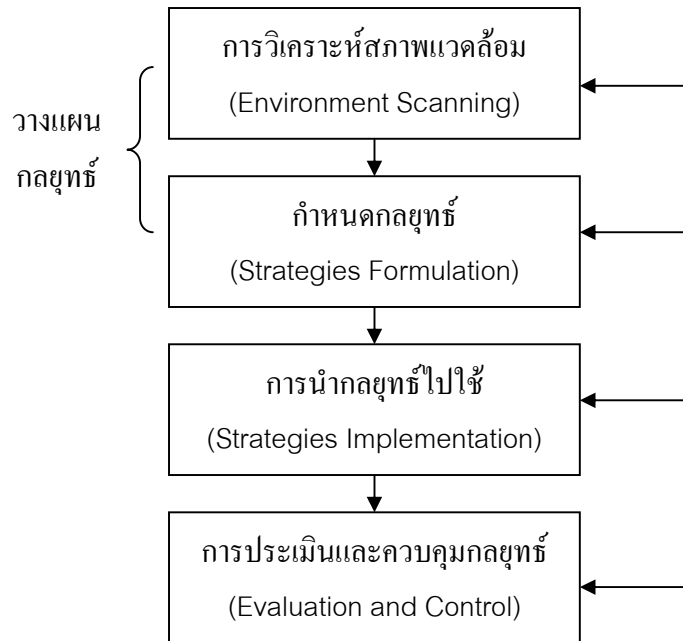 การวิเคราะห์สภาพแวดล้อม
(Environment Scanning)
วางแผน
กลยุทธ์
กำหนดกลยุทธ์
(Strategies Formulation)
การนำกลยุทธ์ไปใช้
(Strategies Implementation)
การประเมินและควบคุมกลยุทธ์
(Evaluation and Control)